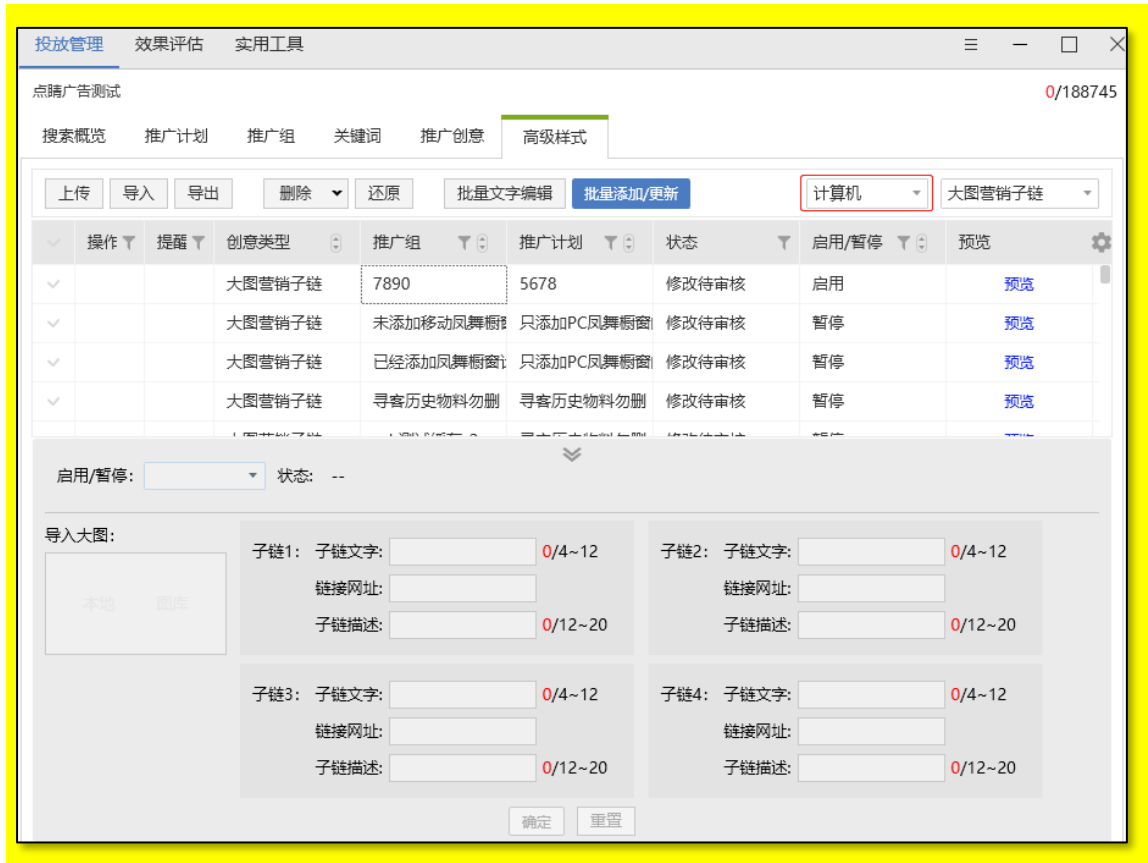 投放管理 效果评估 实用工具
点睛广告测试 0/188745
搜索概览 推广计划 推广组 关键词 推广创意 高级样式
上传 导入 导出 删除 还原 批量文字编辑 批量添加/更新 计算机 大图营销子链
操作 提醒 创意类型 推广组 推广计划 状态 启用/暂停 预览
大图营销子链 7890 5678 修改待审核 启用 预览
大图营销子链 未添加移动凤舞橱窗 只添加PC凤舞橱窗 修改待审核 暂停 预览
大图营销子链 已经添加凤舞橱窗 只添加PC凤舞橱窗 修改待审核 暂停 预览
大图营销子链 寻客历史物料勿删 寻客历史物料勿删 修改待审核 暂停 预览
启用/暂停: 状态: --
导入大图:
本地 图库
子链1: 子链文字: 0/4~12 子链2: 子链文字: 0/4~12
链接网址: 链接网址:
子链描述: 0/12~20 子链描述: 0/12~20
子链3: 子链文字: 0/4~12 子链4: 子链文字: 0/4~12
链接网址: 链接网址:
子链描述: 0/12~20 子链描述: 0/12~20
确定 重置